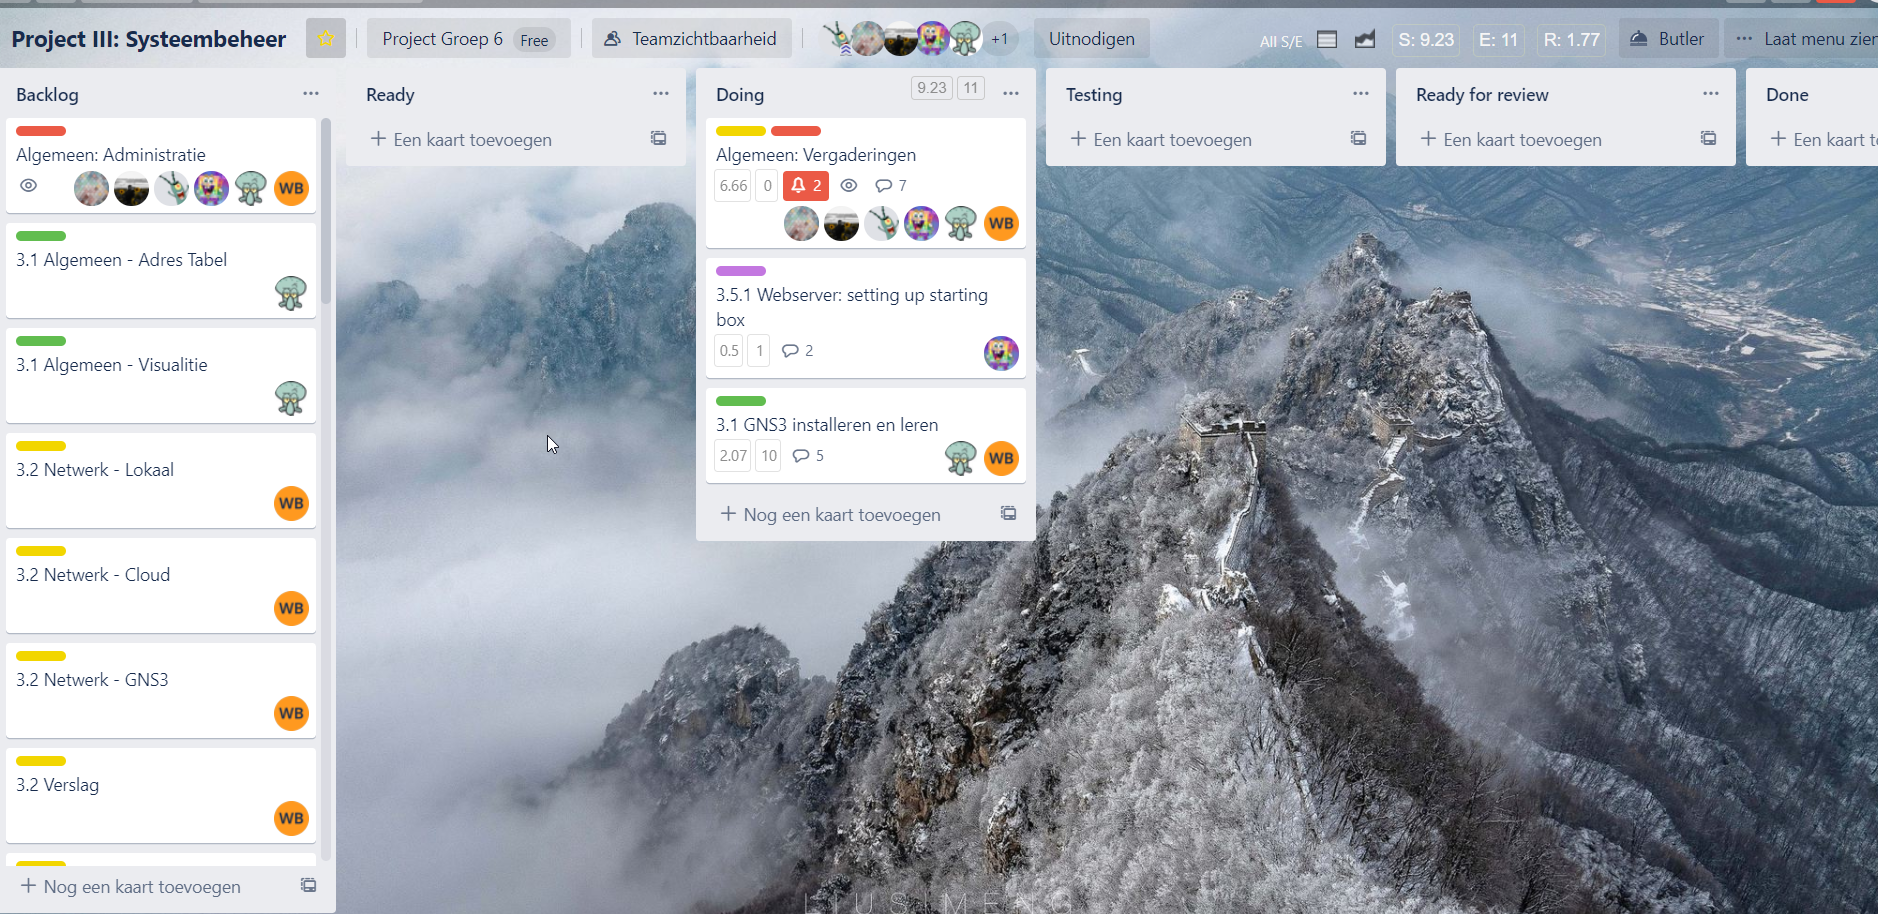 Project III: Systeembeheer
Project Groep 6 Free
Teamzichtbaarheid
+1
Uitnodigen
All S/E
S: 9.23
E: 11
R: 1.77
Butler
Laat menu zien
Backlog
Algemeen: Administratie
WB
3.1 Algemeen - Adres Tabel
3.1 Algemeen - Visualitie
3.2 Netwerk - Lokaal
WB
3.2 Netwerk - Cloud
WB
3.2 Netwerk - GNS3
WB
3.2 Verslag
WB
+ Nog een kaart toevoegen
Ready
+ Een kaart toevoegen
Doing
9.23 11
Algemeen: Vergaderingen
6.66 0 2 7
WB
3.5.1 Webserver: setting up starting
box
0.5 1 2
3.1 GNS3 installeren en leren
2.07 10 5
WB
+ Nog een kaart toevoegen
Testing
+ Een kaart toevoegen
Ready for review
+ Een kaart toevoegen
Done
+ Een kaart
LIUSIMENG